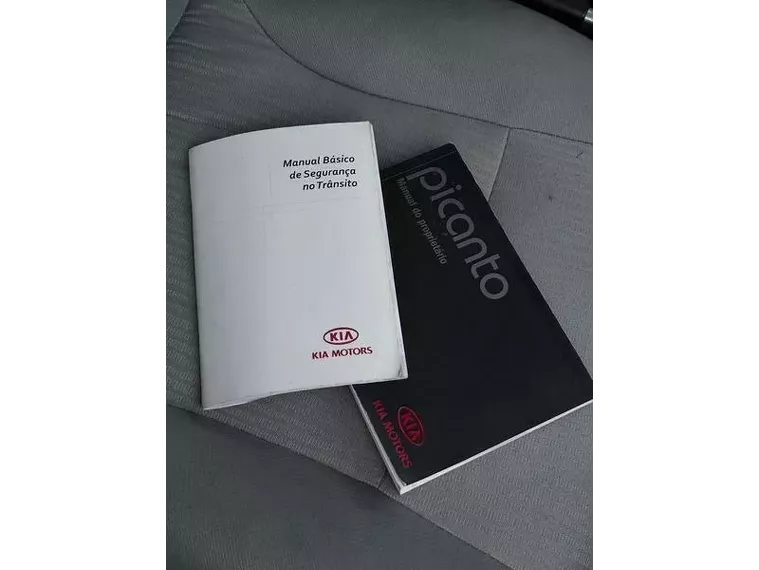 Manual Básico
de Segurança
no Trânsito
KIA
KIA MOTORS
picanto
Manual do proprietário
KIA
KIA MOTORS